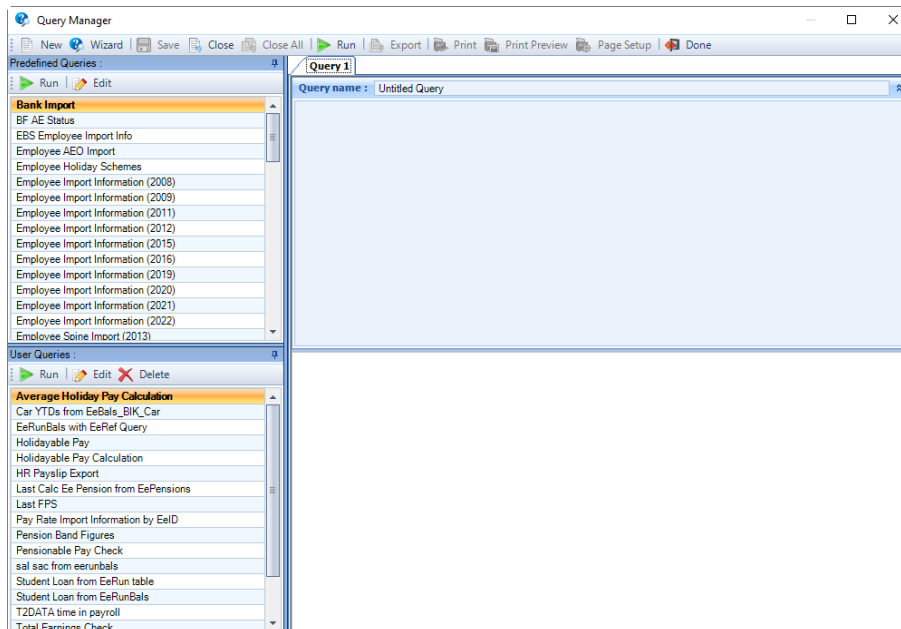 Query Manager
New Wizard Save Close Close All Run Export Print Print Preview Page Setup Done
Predefined Queries :
Run Edit
Bank Import
BF AE Status
EBS Employee Import Info
Employee AEO Import
Employee Holiday Schemes
Employee Import Information (2008)
Employee Import Information (2009)
Employee Import Information (2011)
Employee Import Information (2012)
Employee Import Information (2015)
Employee Import Information (2016)
Employee Import Information (2019)
Employee Import Information (2020)
Employee Import Information (2021)
Employee Import Information (2022)
Employee Spine Import (2013)
User Queries :
Run Edit Delete
Average Holiday Pay Calculation
Car YTDs from EeBals_BIK_Car
EeRunBals with EeRef Query
Holidayable Pay
Holidayable Pay Calculation
HR Payslip Export
Last Calc Ee Pension from EePensions
Last FPS
Pay Rate Import Information by EeID
Pension Band Figures
Pensionable Pay Check
sal sac from eerunbals
Student Loan from EeRun table
Student Loan from EeRunBals
T2DATA time in payroll
Total Earnings Check
Query 1
Query name : Untitled Query